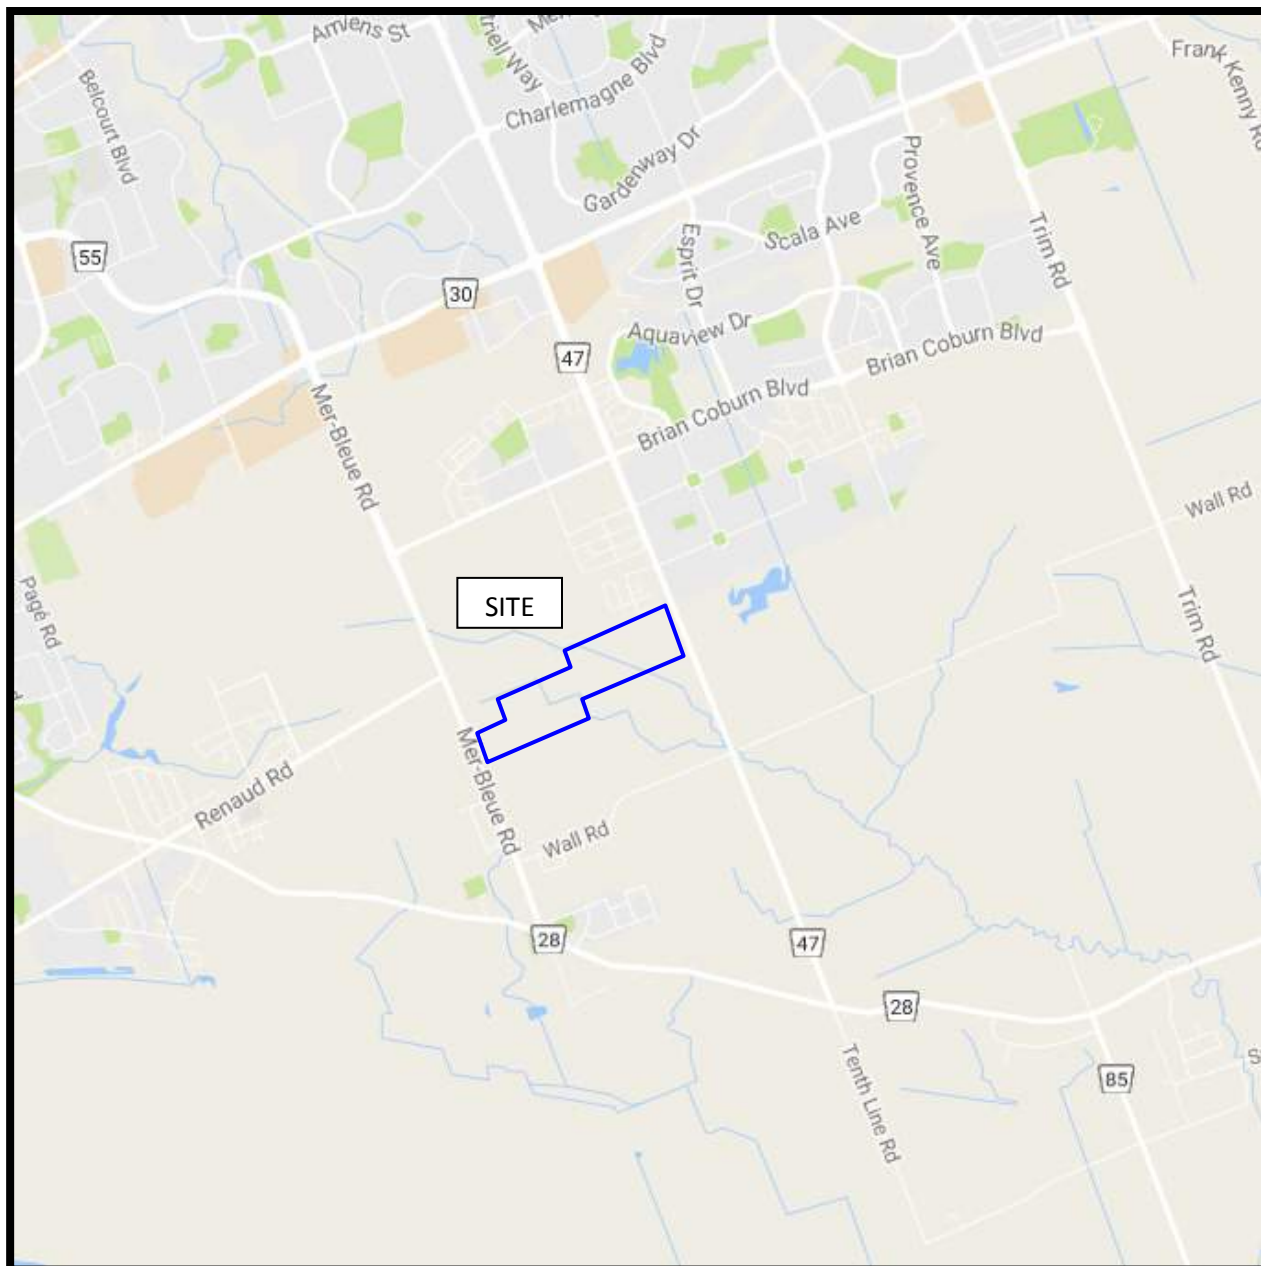 Amiens St
Charlemagne Blvd
Frank Kenny Rd
Belcourt Blvd
Gardenway Dr
Provence Ave
55
Esprit Dr
Scala Ave
Trim Rd
30
Aquaview Dr
47
Brian Coburn Blvd
Brian Coburn Blvd
Mer-Bleue Rd
Wall Rd
SITE
Pagé Rd
Trim Rd
Mer-Bleue Rd
Renaud Rd
Wall Rd
28
47
28
Tenth Line Rd
85